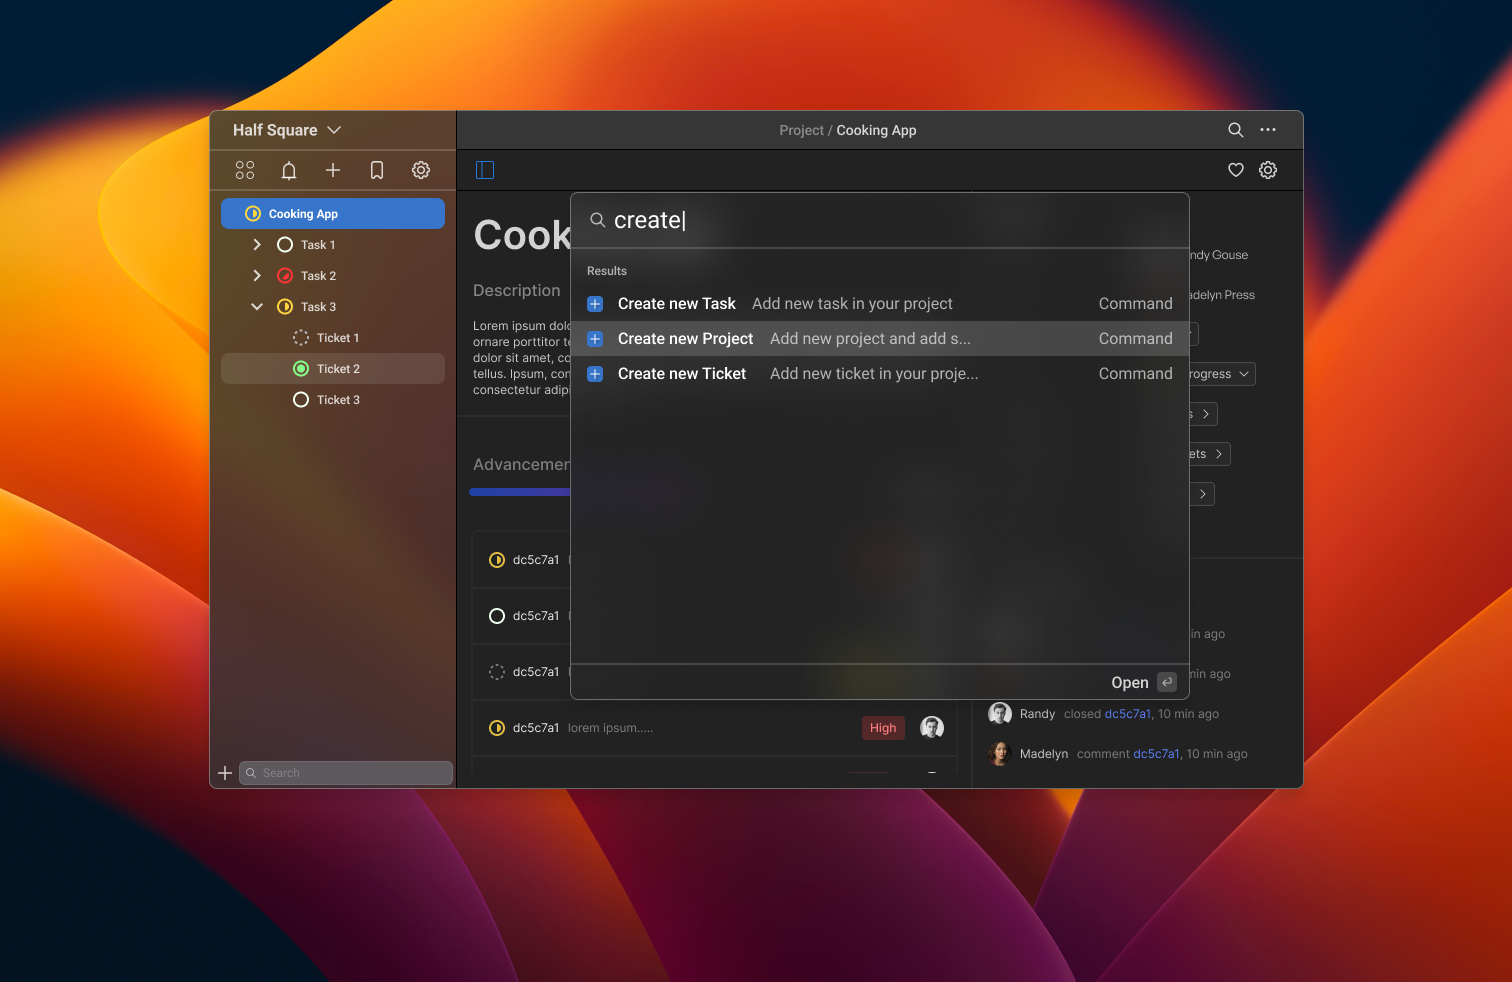 Half Square
Project / Cooking App
Cooking App
Task 1
Task 2
Task 3
Ticket 1
Ticket 2
Ticket 3
Search
Cook
Description
Lorem ipsum dolo
ornare porttitor te
dolor sit amet, co
tellus. Ipsum, con
consectetur adipi
Advancemen
dc5c7a1
dc5c7a1
dc5c7a1
dc5c7a1 lorem ipsum..... High
create
Results
Create new Task Add new task in your project Command
Create new Project Add new project and add s... Command
Create new Ticket Add new ticket in your proje... Command
Open
ndy Gouse
adelyn Press
rogress
s
ets
in ago
min ago
Randy closed dc5c7a1, 10 min ago
Madelyn comment dc5c7a1, 10 min ago